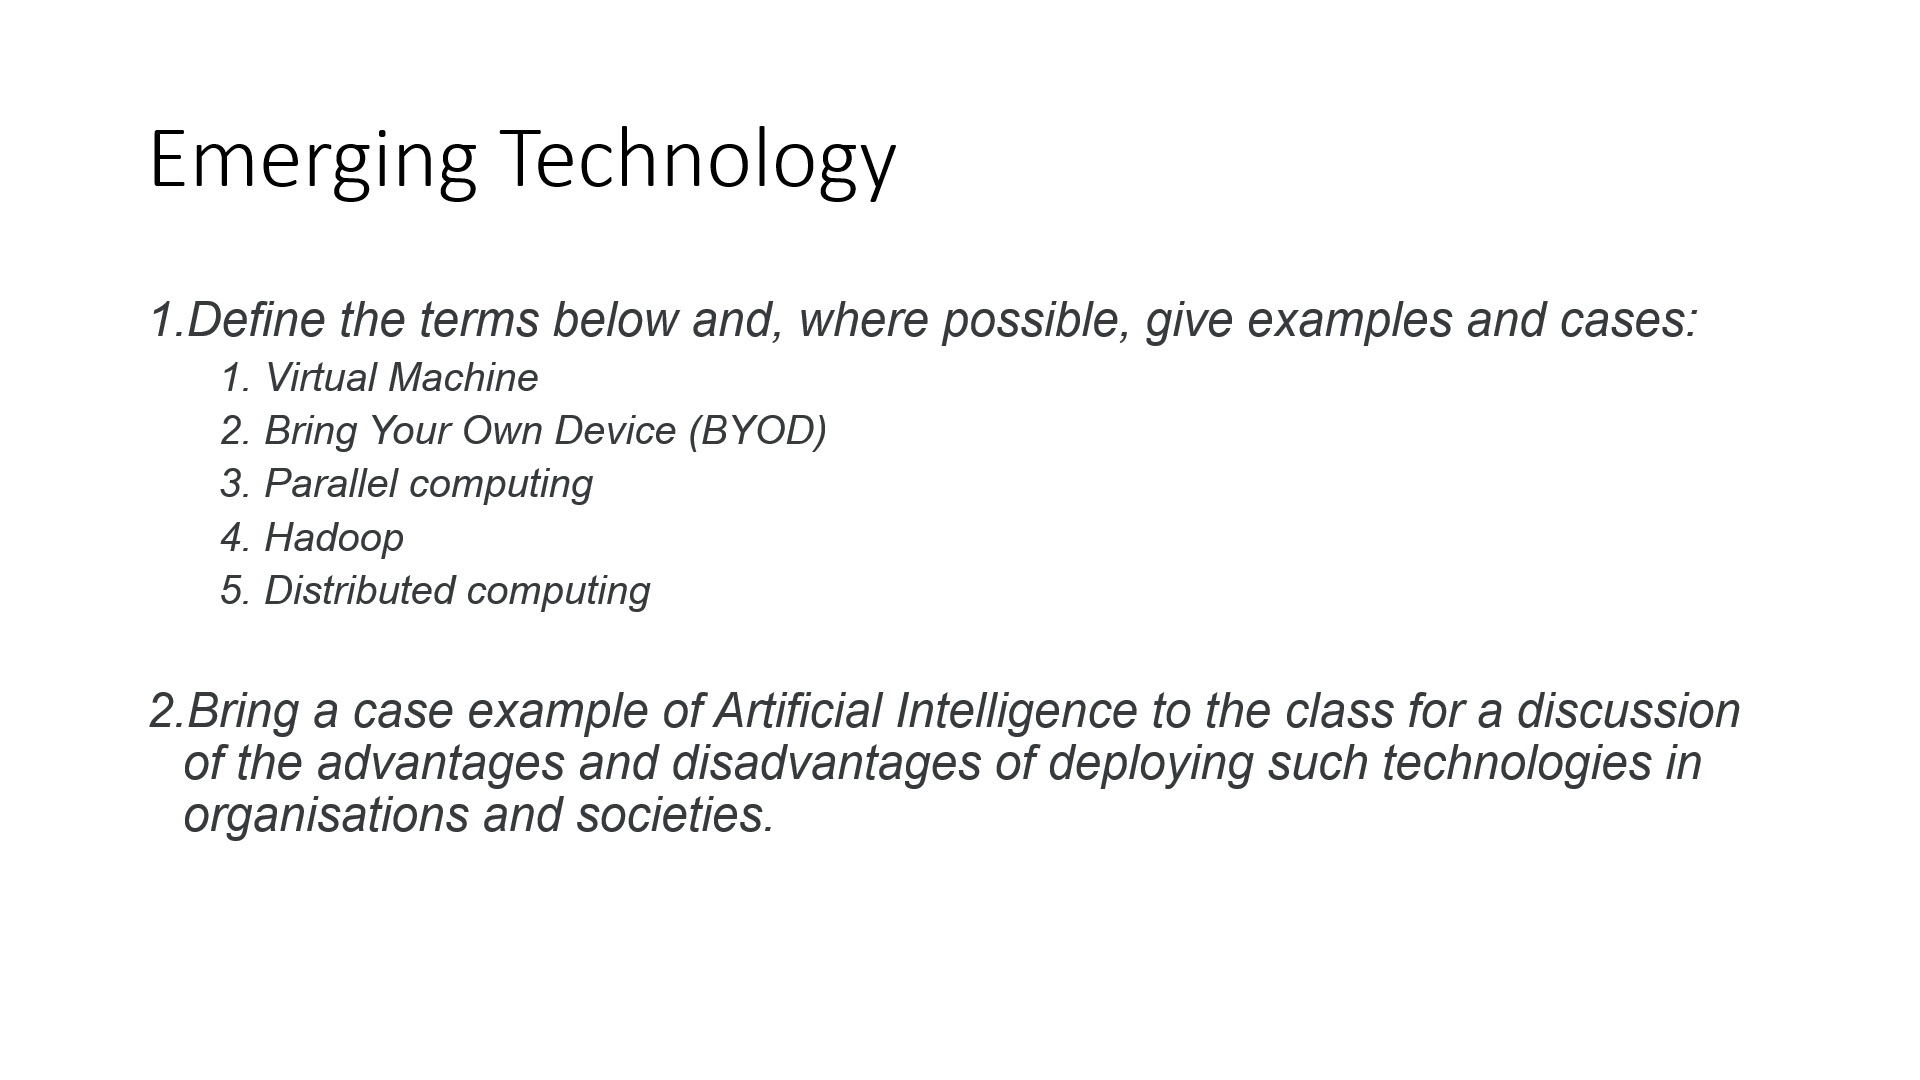 Emerging Technology
1.Define the terms below and, where possible, give examples and cases:
1. Virtual Machine
2. Bring Your Own Device (BYOD)
3. Parallel computing
4. Hadoop
5. Distributed computing
2.Bring a case example of Artificial Intelligence to the class for a discussion
of the advantages and disadvantages of deploying such technologies in
organisations and societies.